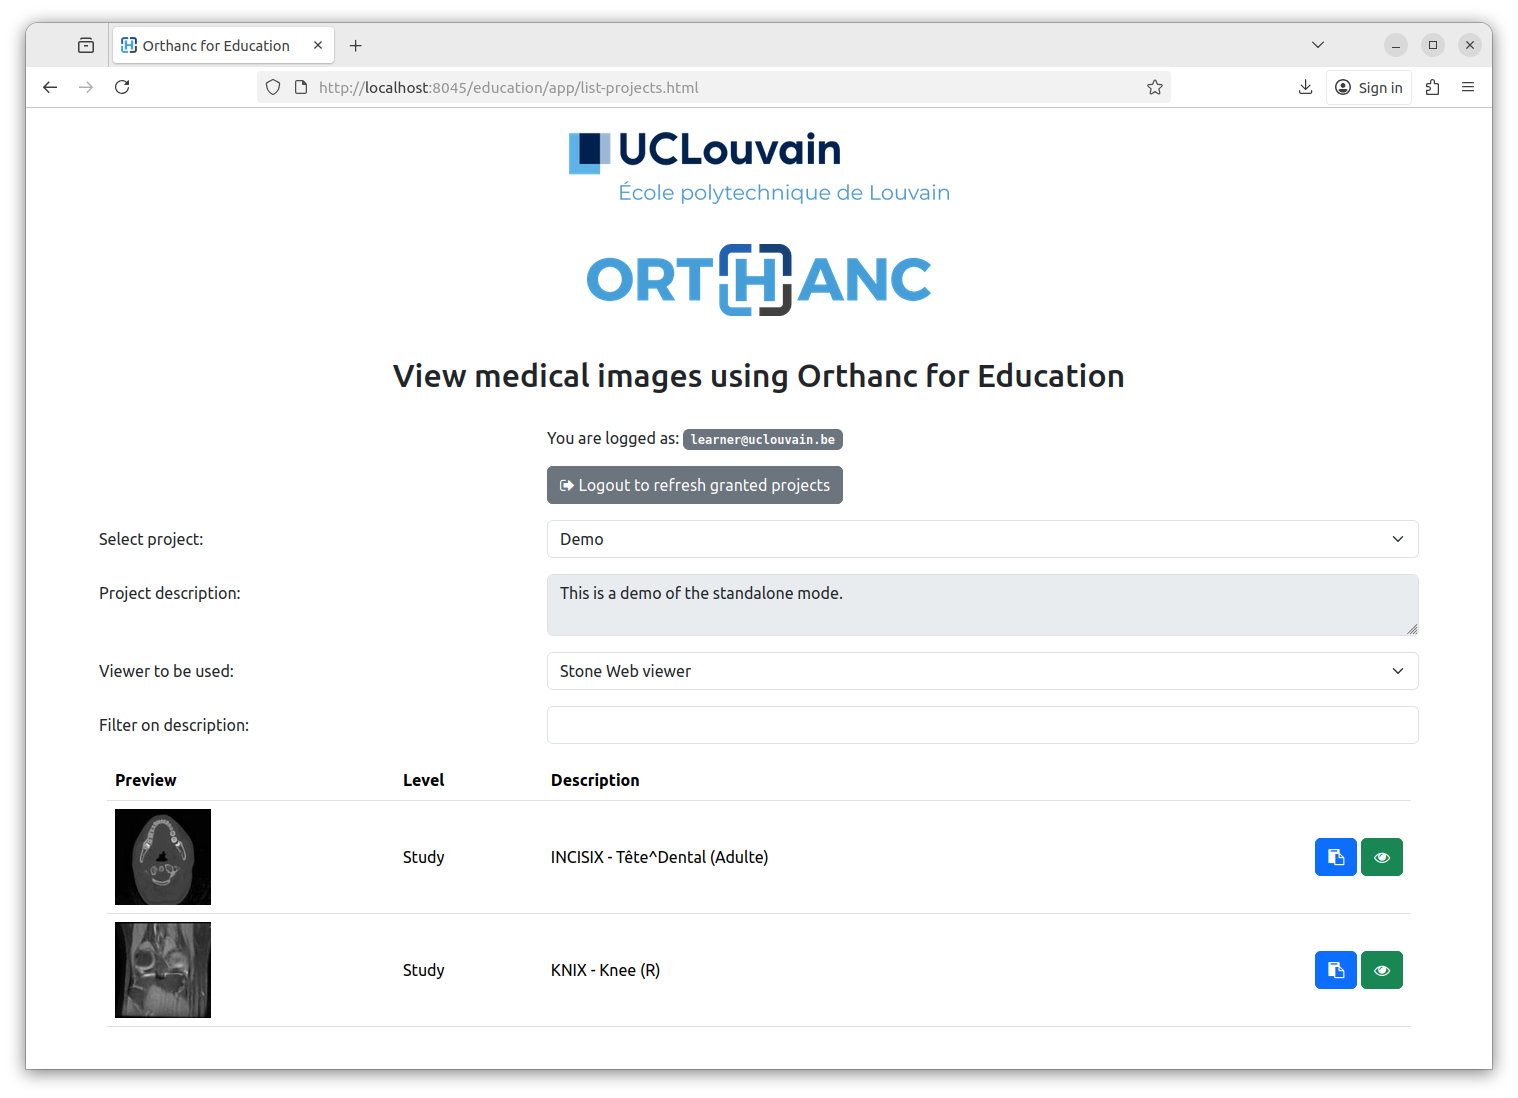 Orthanc for Education
http://localhost:8045/education/app/list-projects.html
Sign in
UCLouvain
École polytechnique de Louvain
ORTHANC
View medical images using Orthanc for Education
You are logged as: learner@uclouvain.be
Logout to refresh granted projects
Select project: Demo
Project description: This is a demo of the standalone mode.
Viewer to be used: Stone Web viewer
Filter on description:
Preview Level Description
Study INCISIX - Tête^Dental (Adulte)
Study KNIX - Knee (R)